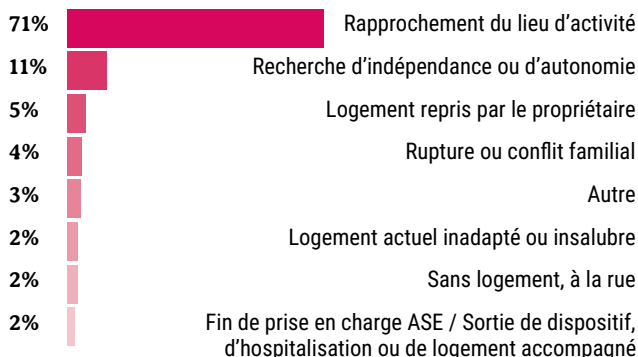 71% Rapprochement du lieu d’activité
11% Recherche d’indépendance ou d’autonomie
5% Logement repris par le propriétaire
4% Rupture ou conflit familial
3% Autre
2% Logement actuel inadapté ou insalubre
2% Sans logement, à la rue
2% Fin de prise en charge ASE / Sortie de dispositif,
d’hospitalisation ou de logement accompagné